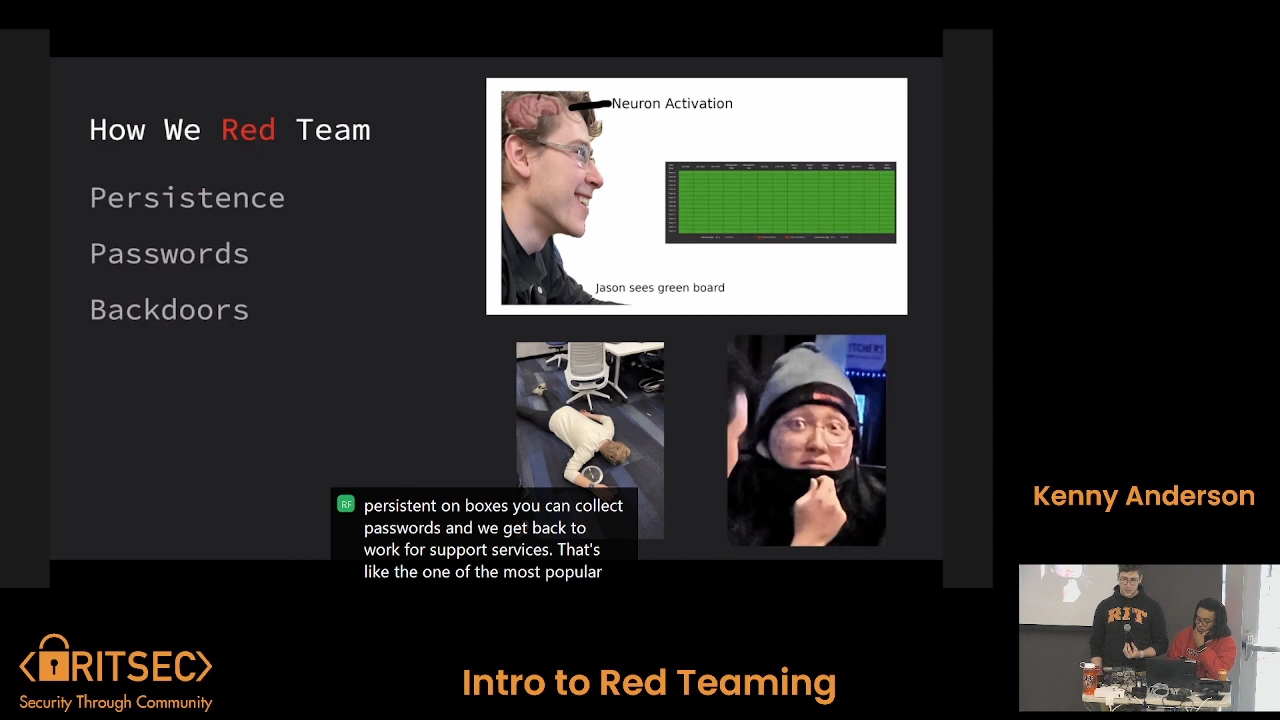 How We Red Team
Persistence
Passwords
Backdoors
Neuron Activation
Jason sees green board
RF
persistent on boxes you can collect
passwords and we get back to
work for support services. That's
like the one of the most popular
Kenny Anderson
RIT
RITSEC
Security Through Community
Intro to Red Teaming